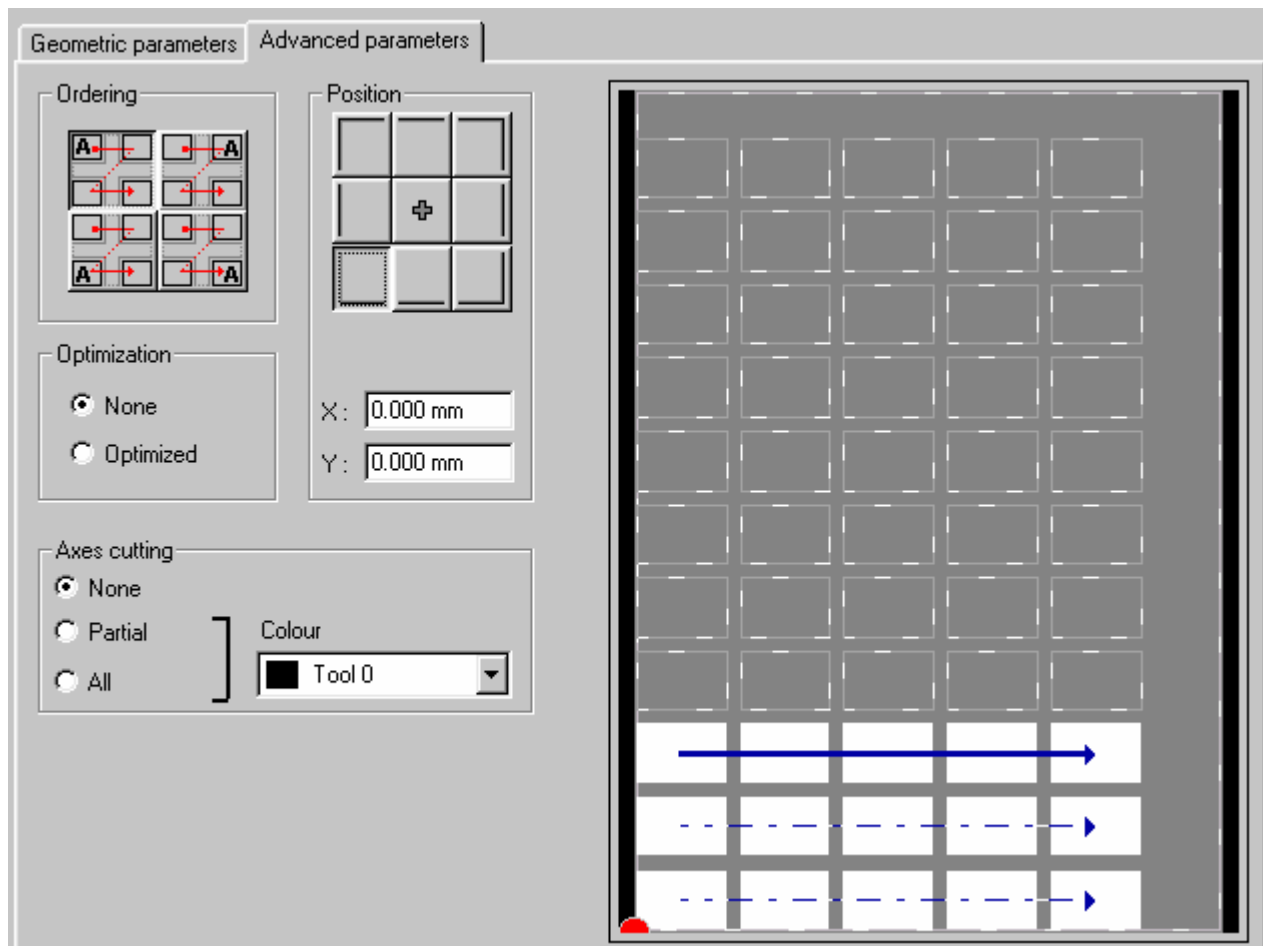 Geometric parameters
Advanced parameters
Ordering
A
A
A
A
Position
X :
0.000 mm
Y :
0.000 mm
Optimization
None
Optimized
Axes cutting
None
Partial
All
Colour
Tool 0